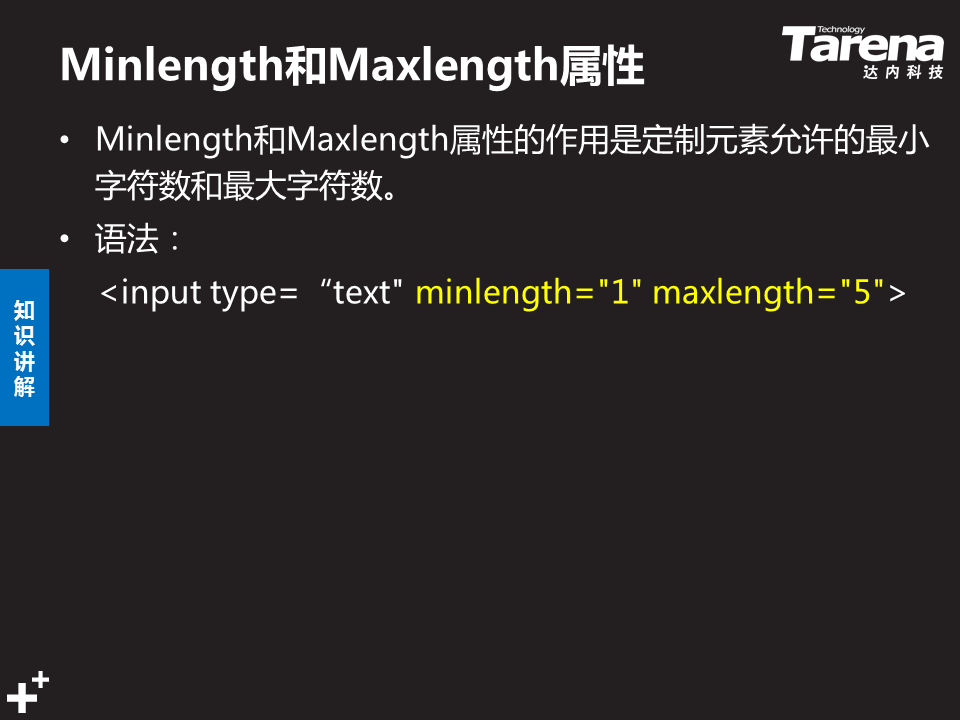 Minlength和Maxlength属性
Technology
Tarena
达内科技
• Minlength和Maxlength属性的作用是定制元素允许的最小
字符数和最大字符数。
• 语法：
<input type=“text" minlength="1" maxlength="5">
知
识
讲
解